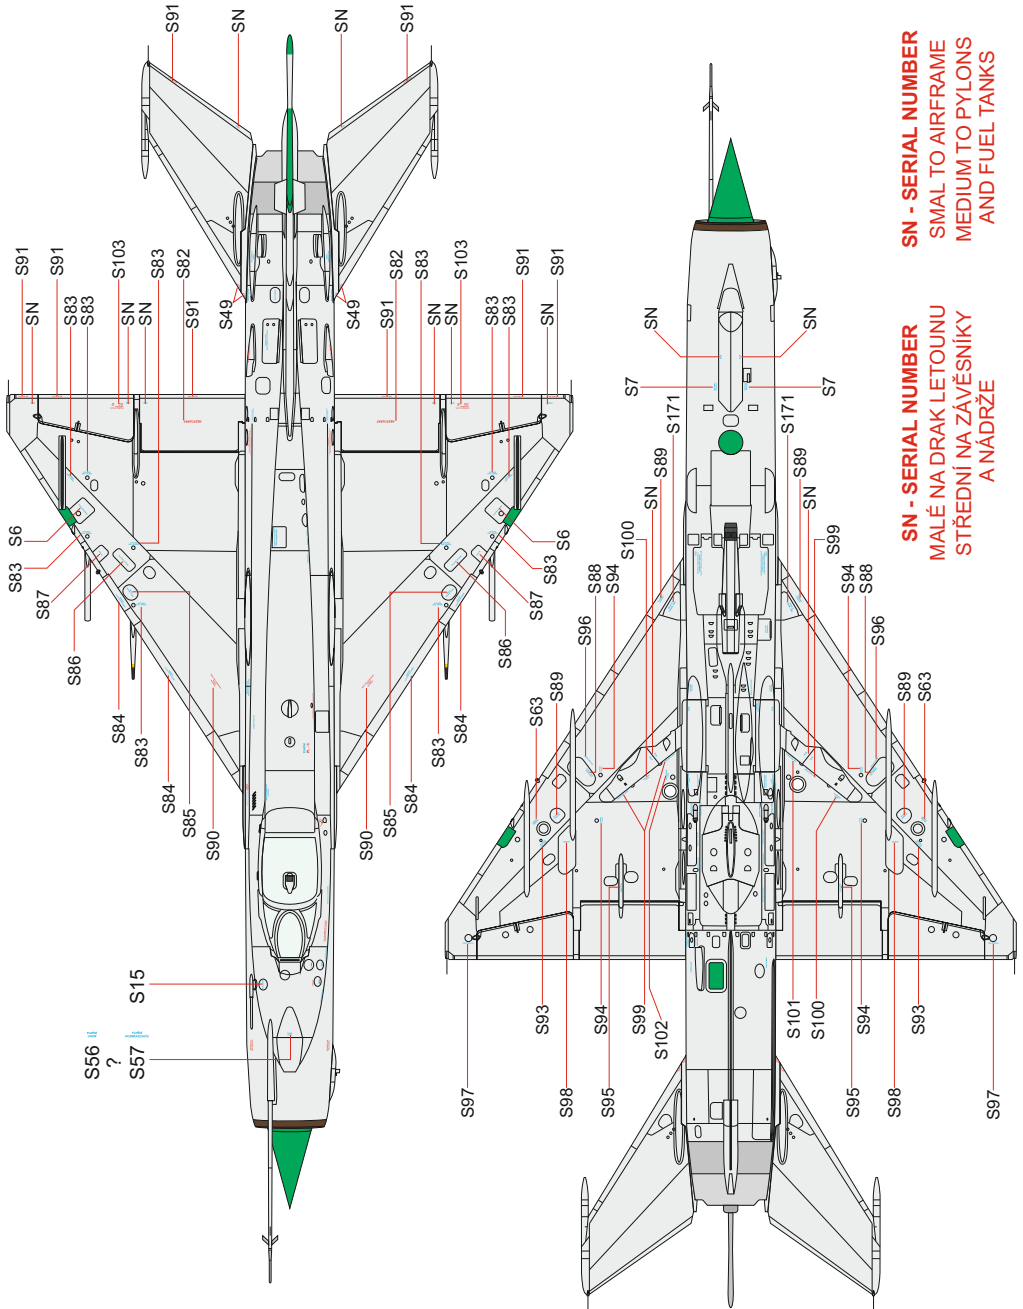 S91
SN
SN
S91
S91
SN
S91
S83
S83
S103
SN
SN
S83
S82
S91
S49
S49
S91
S82
S83
SN
SN
S103
S83
S83
S91
SN
S91
S6
S83
S87
S86
S84
S83
S84
S85
S90
S6
S83
S87
S86
S84
S83
S84
S85
S90
S15
S56
?
S57
SN
SN
S7
S7
S171
S171
S89
SN
S100
S89
SN
S99
S94
S88
S96
S89
S63
S94
S88
S96
S89
S63
S93
S94
S99
S102
S101
S100
S94
S93
S97
S98
S95
S95
S98
S97
SN - SERIAL NUMBER
SMAL TO AIRFRAME
MEDIUM TO PYLONS
AND FUEL TANKS
SN - SERIAL NUMBER
MALÉ NA DRAK LETOUNU
STŘEDNÍ NA ZÁVĚSNÍKY
A NÁDRŽE